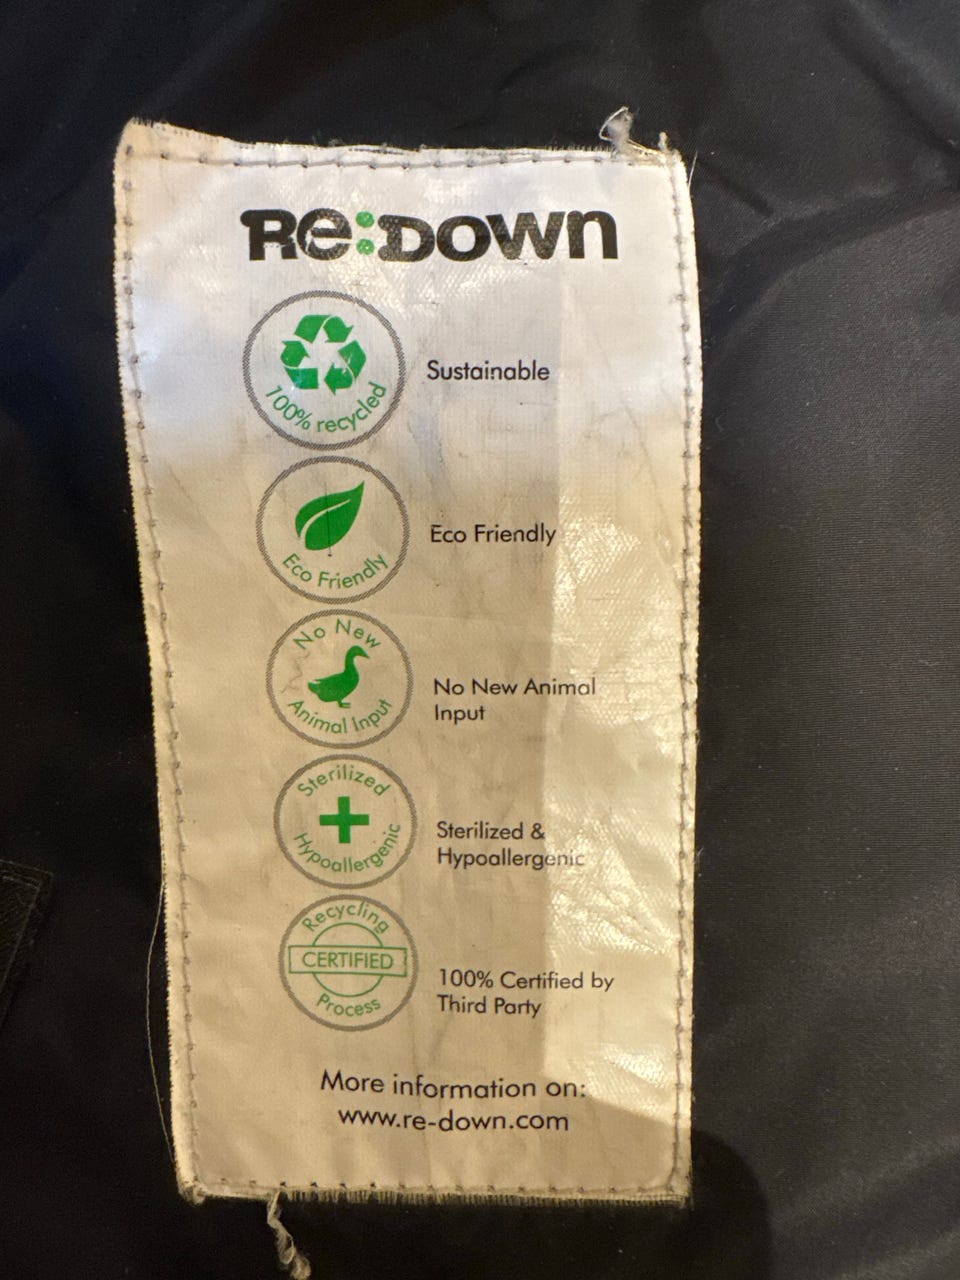 Re:Down
100% recycled
Sustainable
Eco Friendly
Eco Friendly
No New
Animal Input
No New Animal
Input
Sterilized
Hypoallergenic
Sterilized &
Hypoallergenic
Recycling
CERTIFIED
Process
100% Certified by
Third Party
More information on:
www.re-down.com